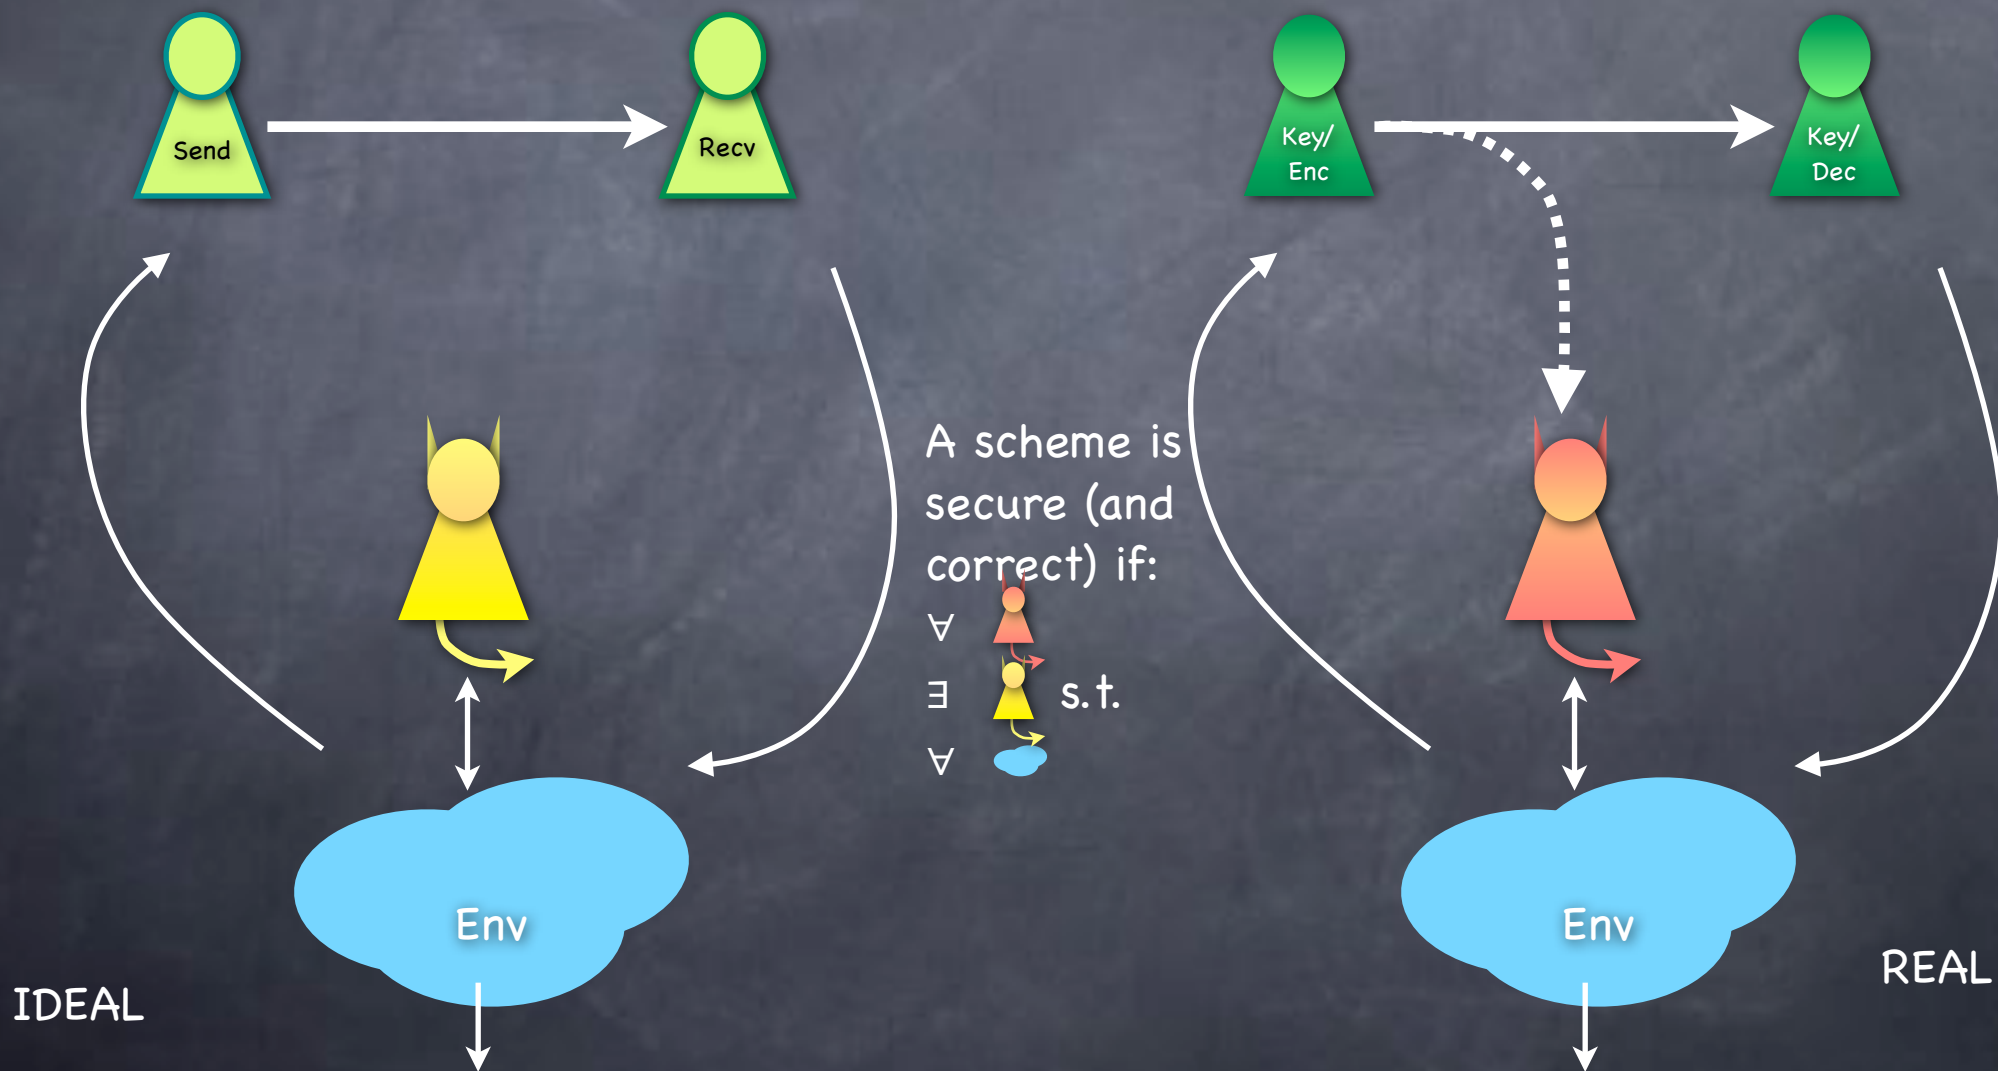 Send
Recv
Key/
Enc
Key/
Dec
A scheme is
secure (and
correct) if:
∀
∃ s.t.
∀
Env
Env
IDEAL
REAL